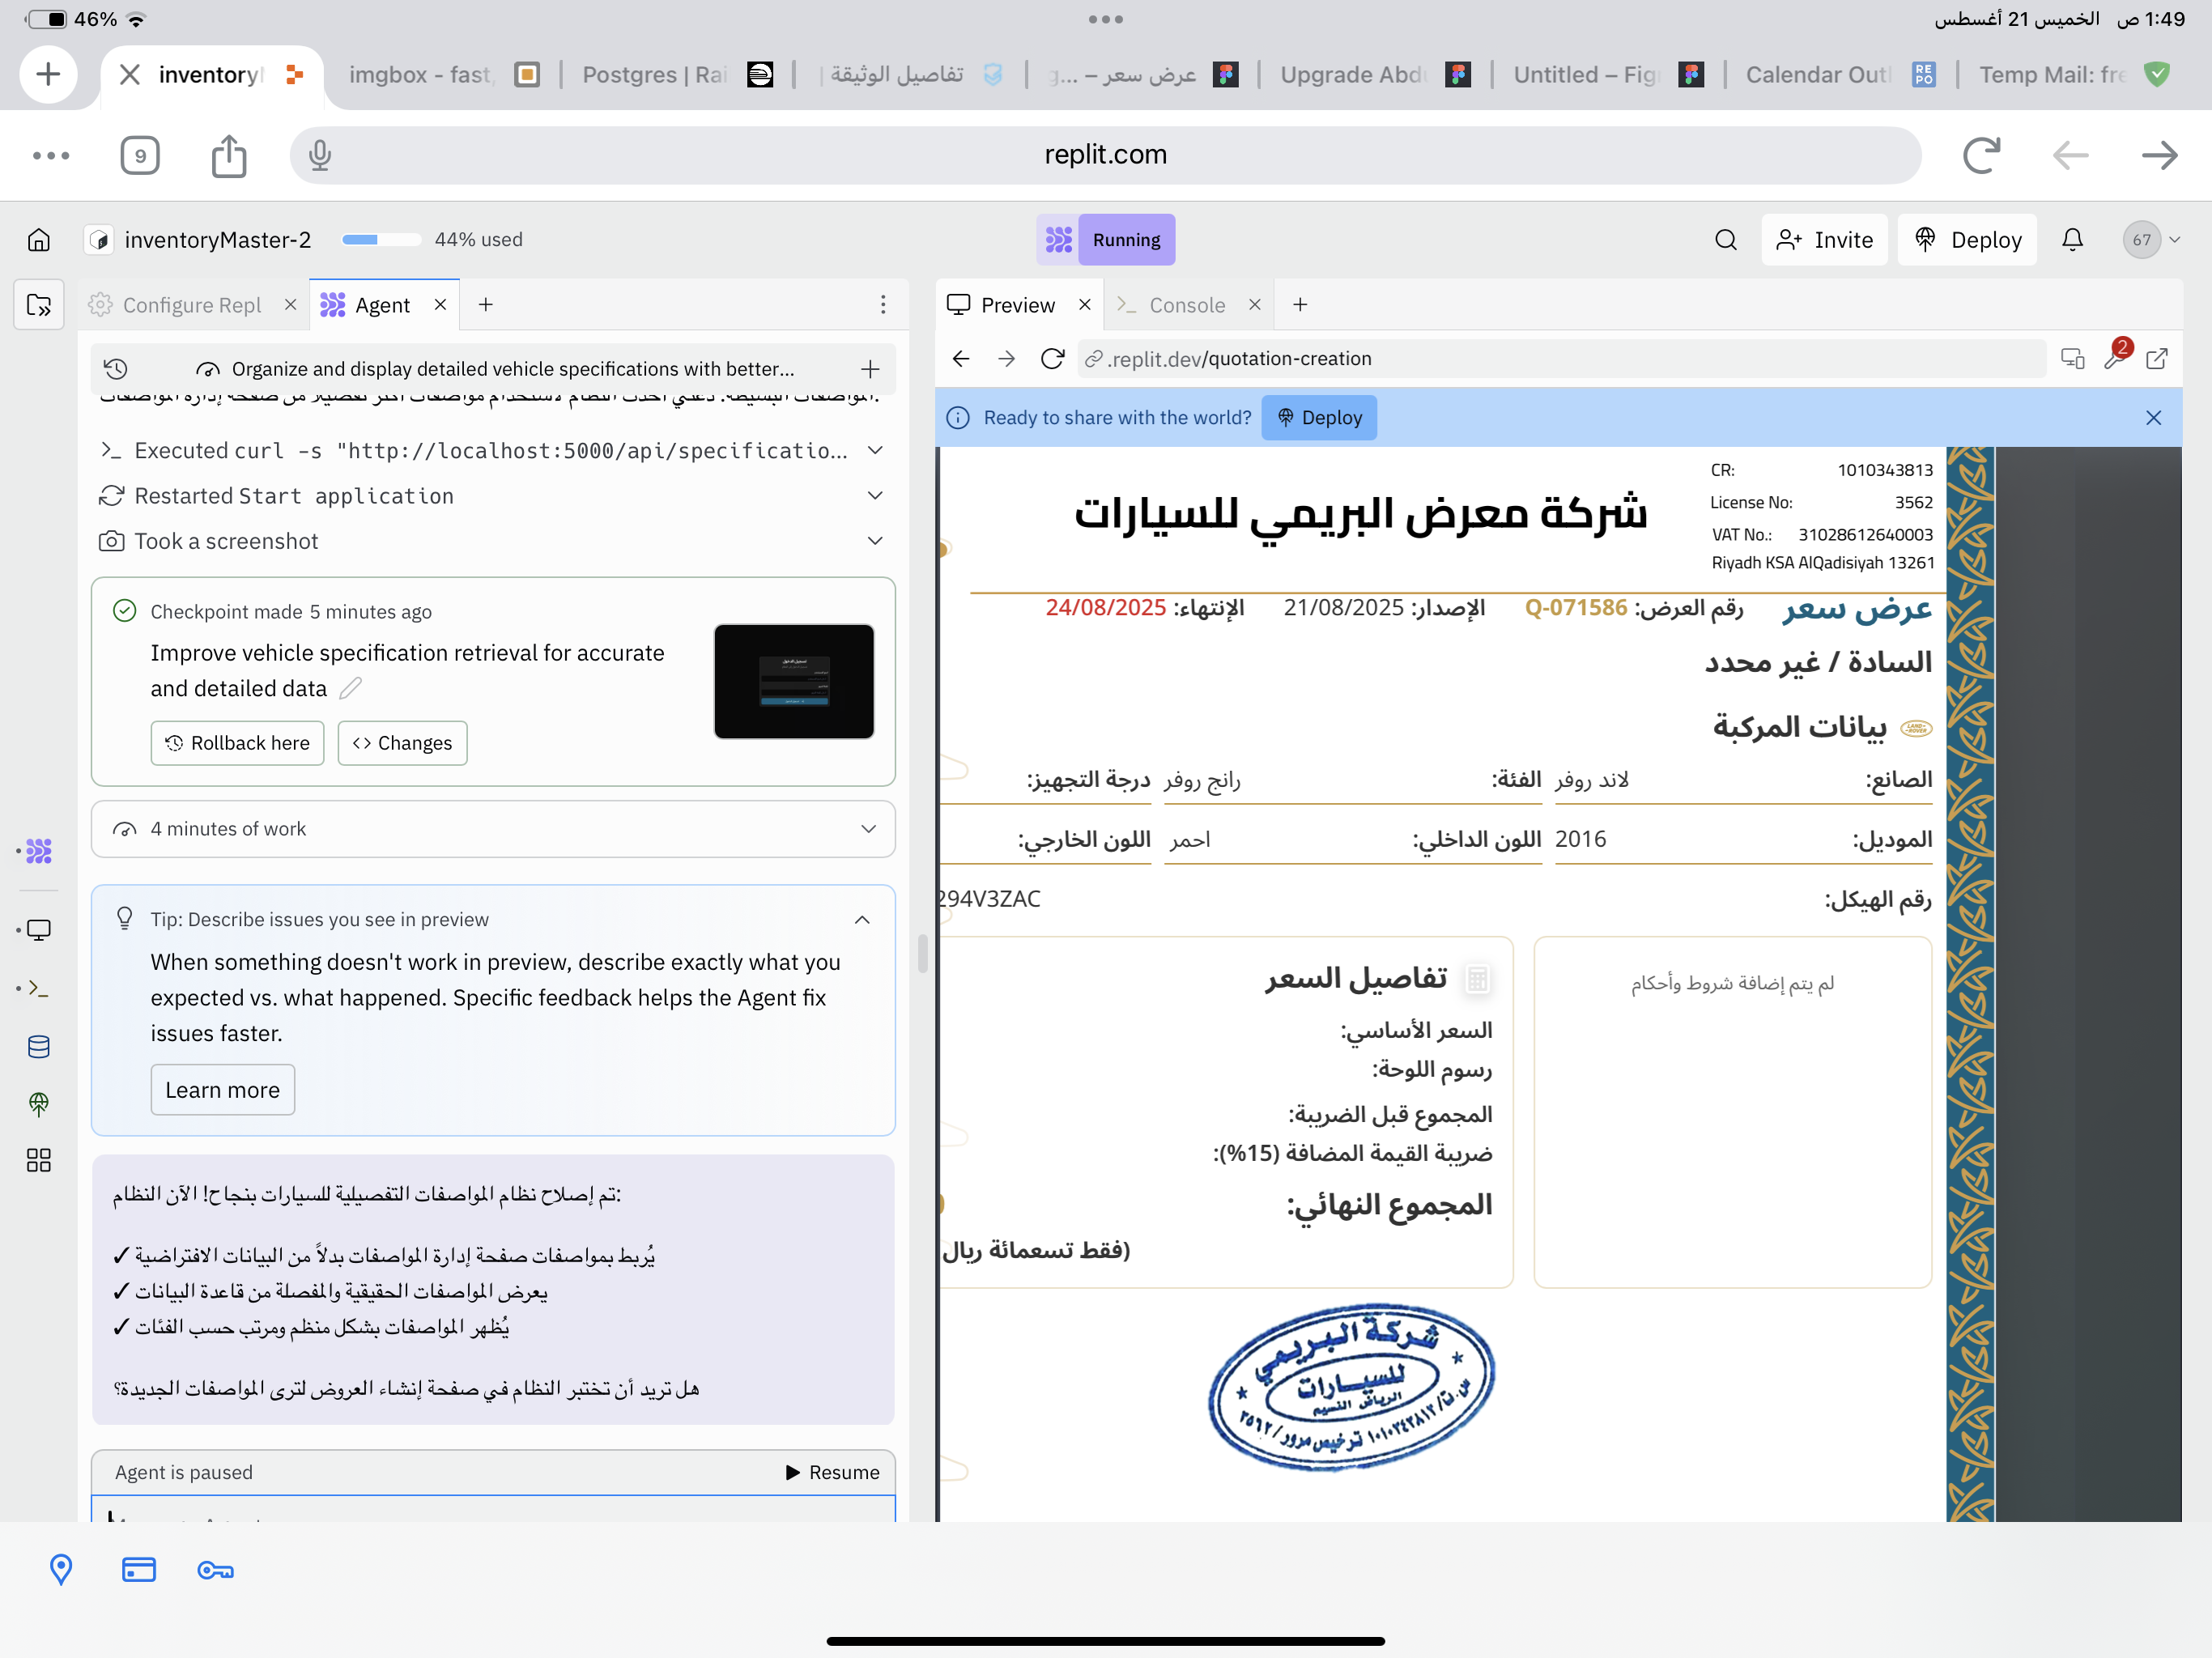 46%
1:49 ص الخميس 21 أغسطس
inventory
imgbox - fast,
Postgres | Rai
تفاصيل الوثيقة |
عرض سعر – ...g
Upgrade Abd
Untitled – Fig
Calendar Out
RE
PO
Temp Mail: fre
9
replit.com
inventoryMaster-2
44% used
Running
Invite
Deploy
67
Configure Repl
Agent
Organize and display detailed vehicle specifications with better...
Executed curl -s "http://localhost:5000/api/specificatio...
Restarted Start application
Took a screenshot
Checkpoint made 5 minutes ago
Improve vehicle specification retrieval for accurate
and detailed data
Rollback here
Changes
4 minutes of work
Tip: Describe issues you see in preview
When something doesn't work in preview, describe exactly what you
expected vs. what happened. Specific feedback helps the Agent fix
issues faster.
Learn more
تم إصلاح نظام المواصفات التفصيلية للسيارات بنجاح! الآن النظام:
✓ يُربط بمواصفات صفحة إدارة المواصفات بدلاً من البيانات الافتراضية
✓ يعرض المواصفات الحقيقية والمفصلة من قاعدة البيانات
✓ يُظهر المواصفات بشكل منظم ومرتب حسب الفئات
هل تريد أن تختبر النظام في صفحة إنشاء العروض لترى المواصفات الجديدة؟
Agent is paused
Resume
Preview
Console
.replit.dev/quotation-creation
2
Ready to share with the world?
Deploy
CR: 1010343813
License No: 3562
VAT No.: 31028612640003
Riyadh KSA AlQadisiyah 13261
شركة معرض البريمي للسيارات
عرض سعر
رقم العرض: Q-071586
الإصدار: 21/08/2025
الإنتهاء: 24/08/2025
السادة / غير محدد
بيانات المركبة
LAND-
-ROVER
الصانع: لاند روفر
الفئة: رانج روفر
درجة التجهيز:
الموديل: 2016
اللون الداخلي: احمر
اللون الخارجي:
رقم الهيكل:
294V3ZAC
لم يتم إضافة شروط وأحكام
تفاصيل السعر
السعر الأساسي:
رسوم اللوحة:
المجموع قبل الضريبة:
ضريبة القيمة المضافة (15%):
المجموع النهائي:
(فقط تسعمائة ريال
شركة البريمي
للسيارات
الرياض النسيم
س.ت/ ١٠١٠٣٤٣٨١٣ ترخيص مرور / ٣٥٦٢